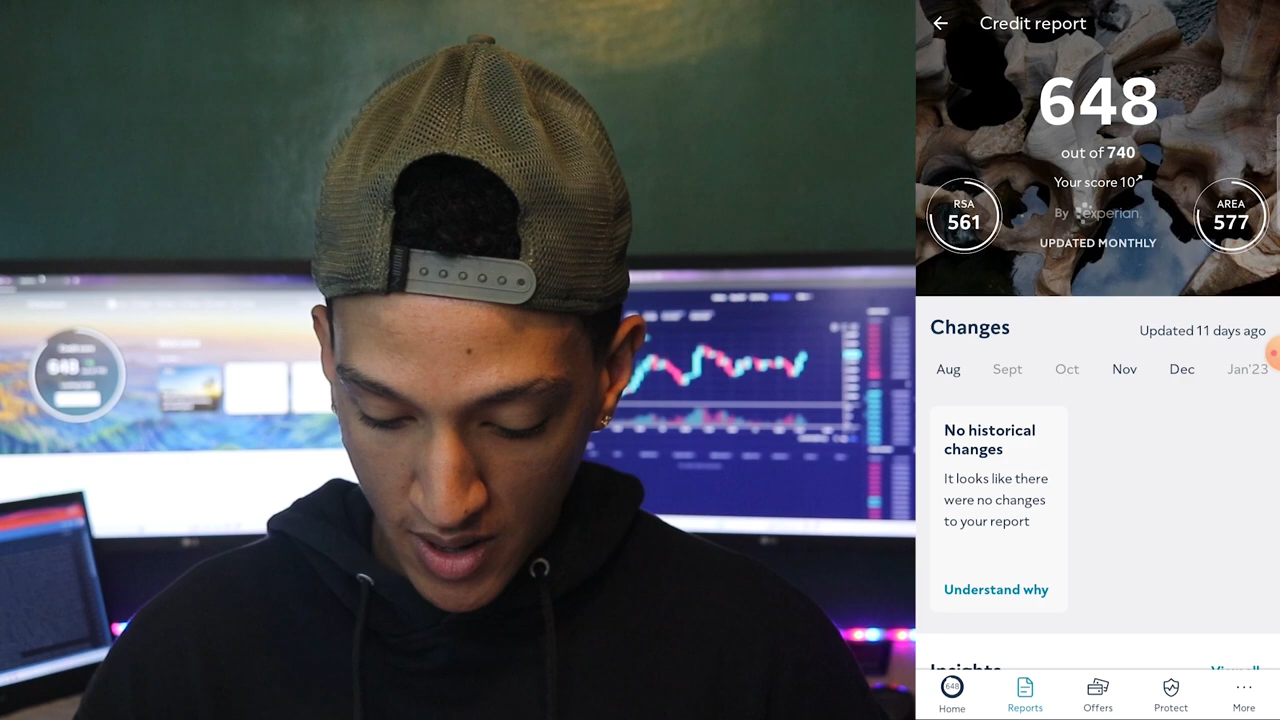 Credit report
648
out of 740
Your score 10↗
By experian.
RSA
561
AREA
577
UPDATED MONTHLY
Changes
Updated 11 days ago
Aug Sept Oct Nov Dec Jan'23
No historical
changes
It looks like there
were no changes
to your report
Understand why
648
Home
Reports
Offers
Protect
More
648